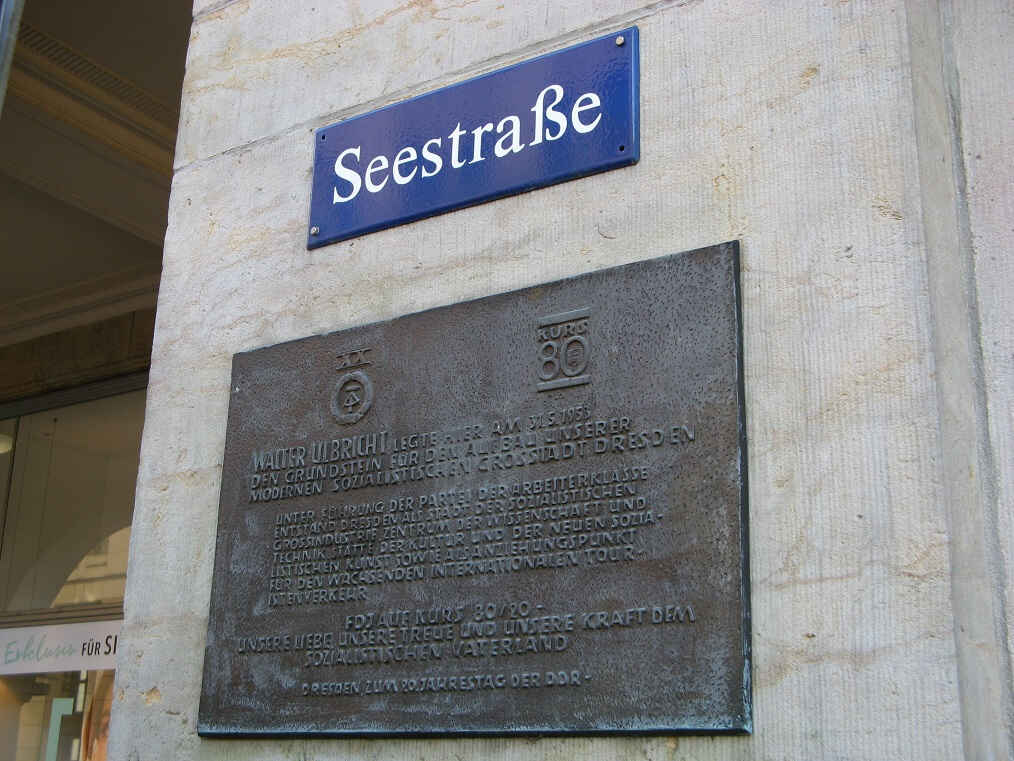 Seestraße
XX
KURS
80
WALTER ULBRICHT LEGTE HIER AM 31.5.1953
DEN GRUNDSTEIN FÜR DEN AUFBAU UNSERER
MODERNEN SOZIALISTISCHEN GROSSTADT DRESDEN
UNTER FÜHRUNG DER PARTEI DER ARBEITERKLASSE
ENTSTAND DRESDEN ALS STADT DER SOZIALISTISCHEN
GROSSINDUSTRIE ZENTRUM DER WISSENSCHAFT UND
TECHNIK STÄTTE DER KULTUR UND DER NEUEN SOZIA-
LISTISCHEN KUNST SOWIE ALS ANZIEHUNGSPUNKT
FÜR DEN WACHSENDEN INTERNATIONALEN TOUR-
ISTENVERKEHR
FDJ AUF KURS 80/20 -
UNSERE LIEBE UNSERE TREUE UND UNSERE KRAFT DEM
SOZIALISTISCHEN VATERLAND
DRESDEN ZUM 20. JAHRESTAG DER DDR -
Exklusives FÜR